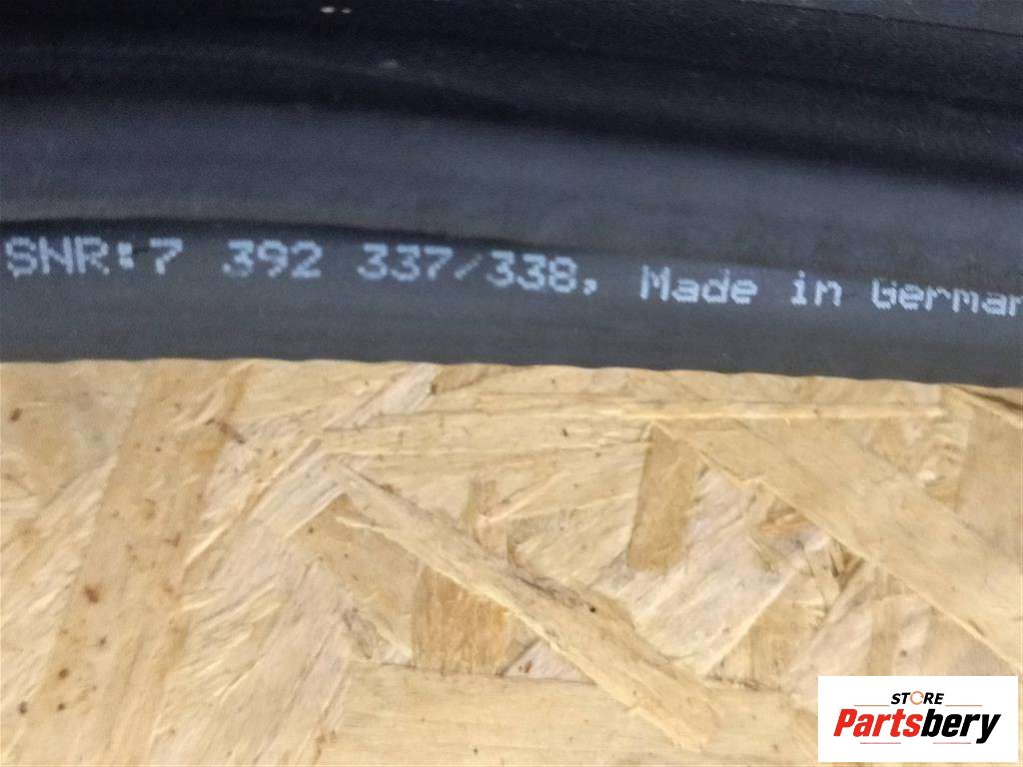 SNR:7 392 337/338, Made in German
STORE
Partsbery